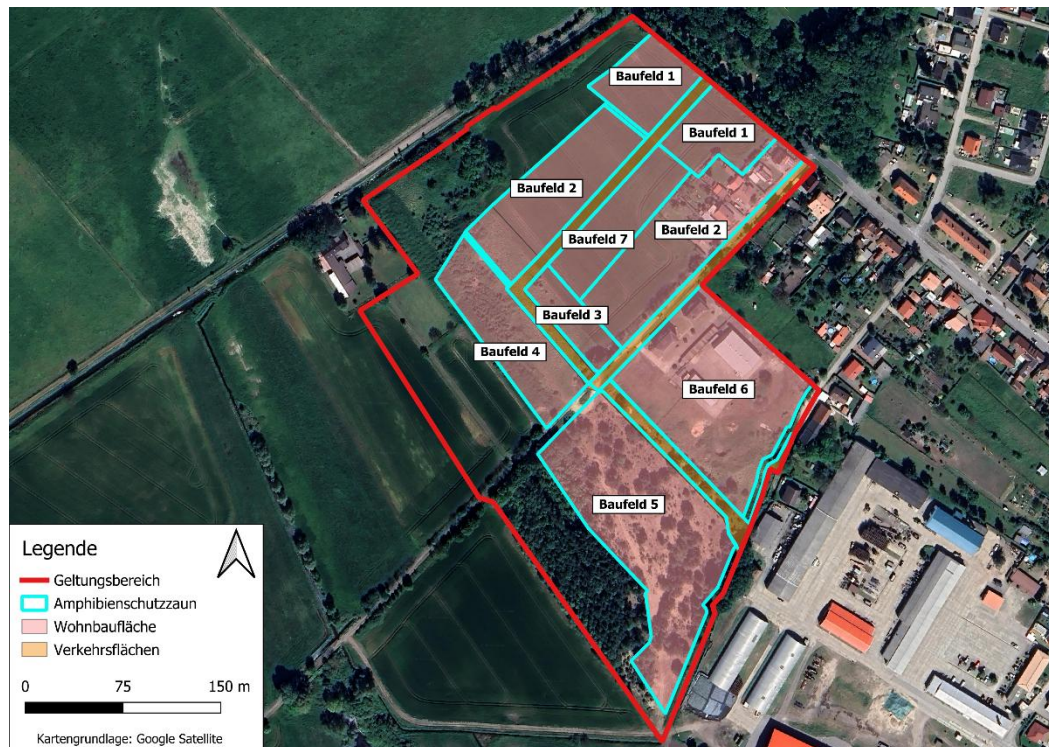 Baufeld 1
Baufeld 1
Baufeld 2
Baufeld 7
Baufeld 2
Baufeld 3
Baufeld 4
Baufeld 6
Baufeld 5
Legende
Geltungsbereich
Amphibienschutzzaun
Wohnbaufläche
Verkehrsflächen
0 75 150 m
Kartengrundlage: Google Satellite